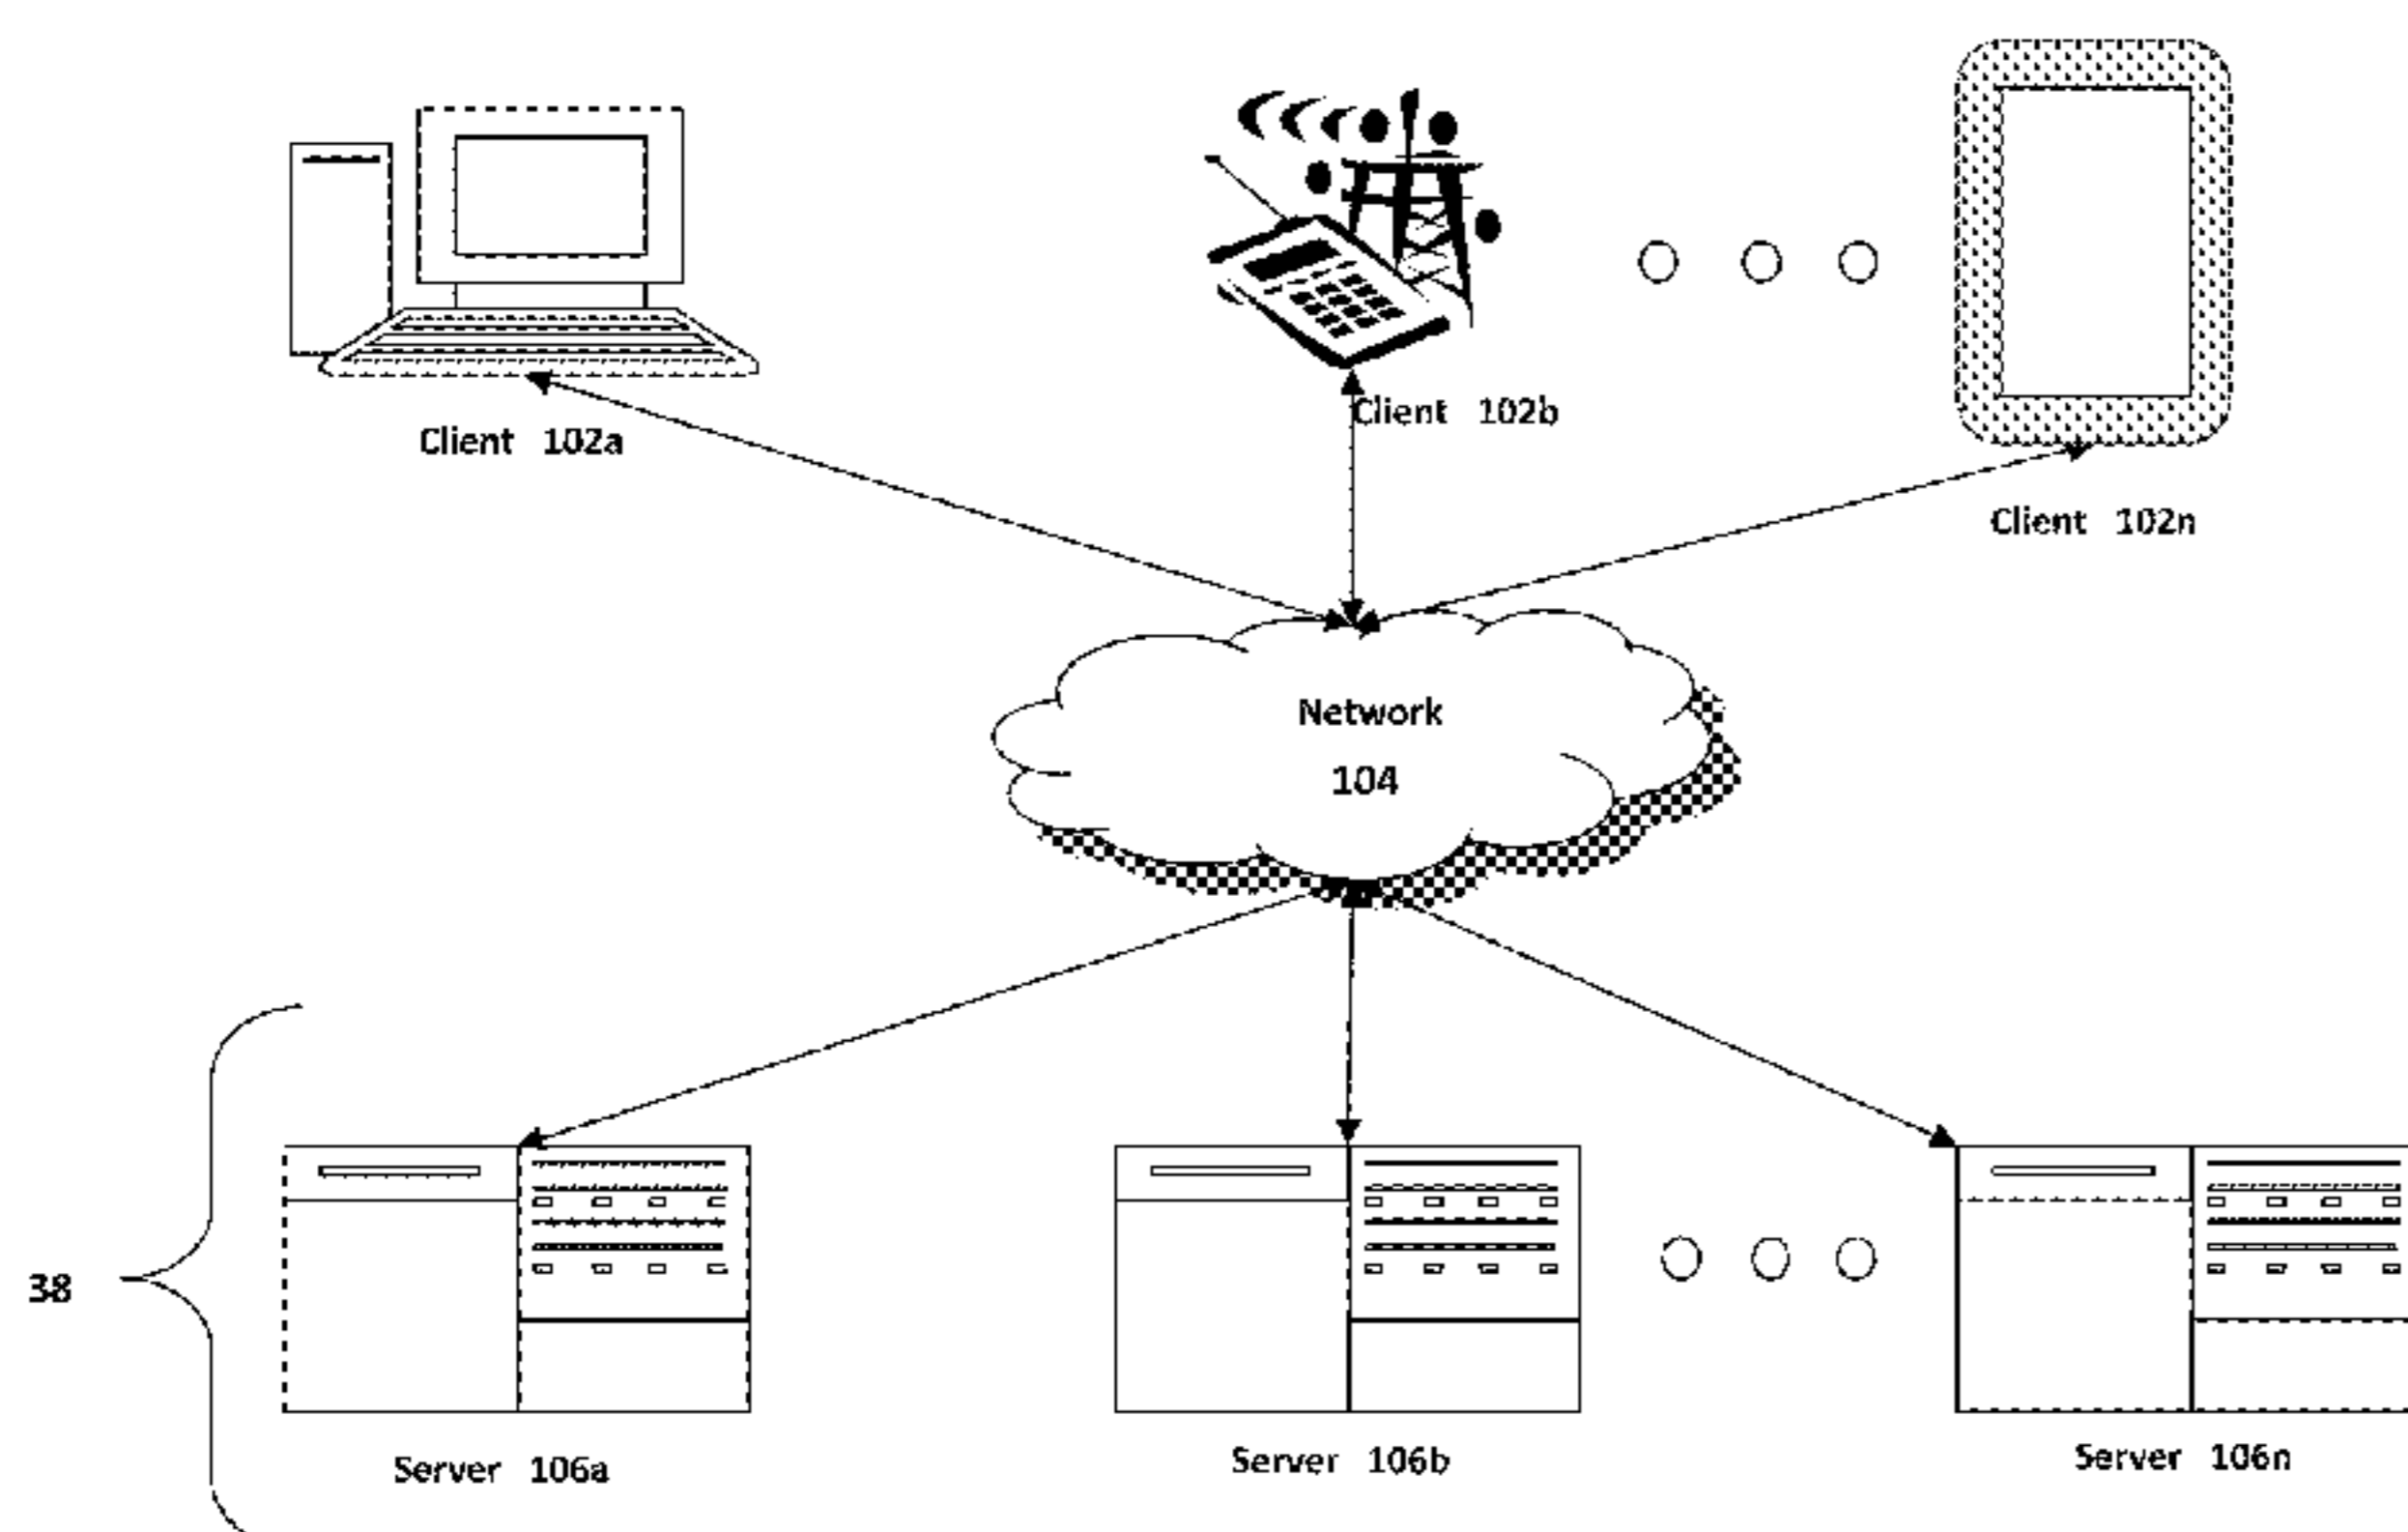 Client 102b
Client 102a
Client 102n
Network
104
38
Server 106a
Server 106b
Server 106n